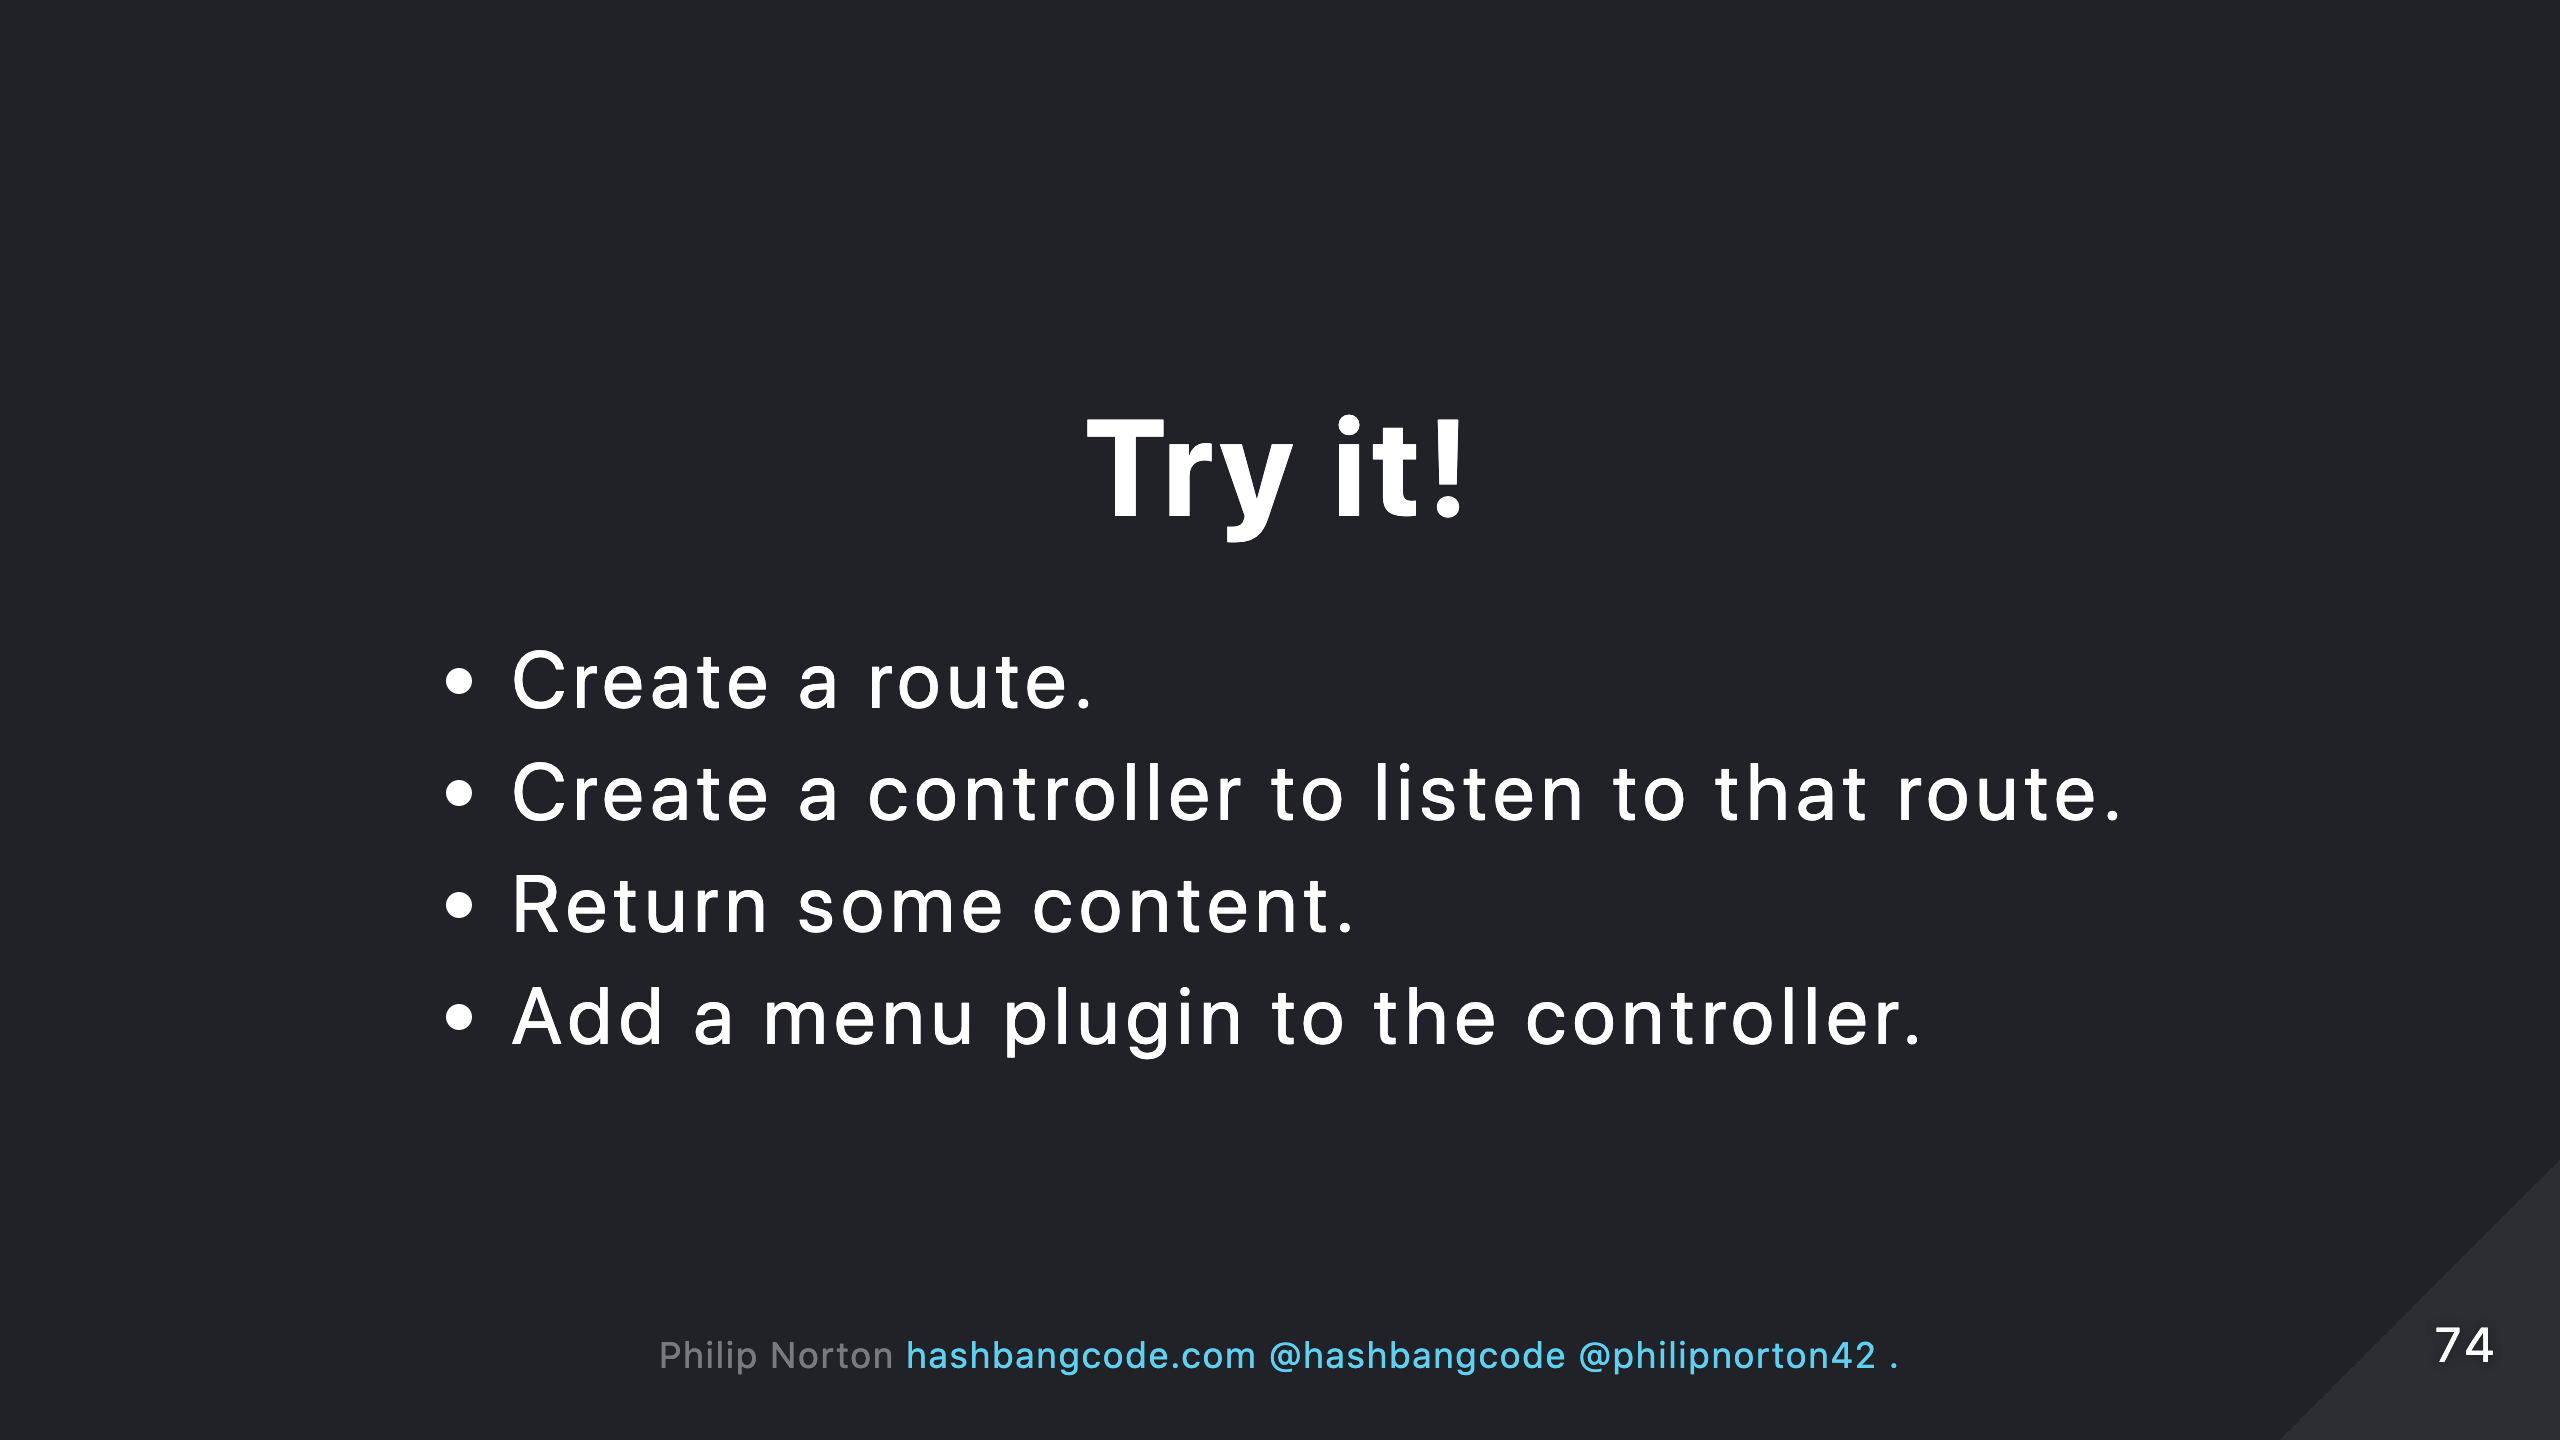 Try it!
• Create a route.
• Create a controller to listen to that route.
• Return some content.
• Add a menu plugin to the controller.
Philip Norton hashbangcode.com @hashbangcode @philipnorton42 .
74